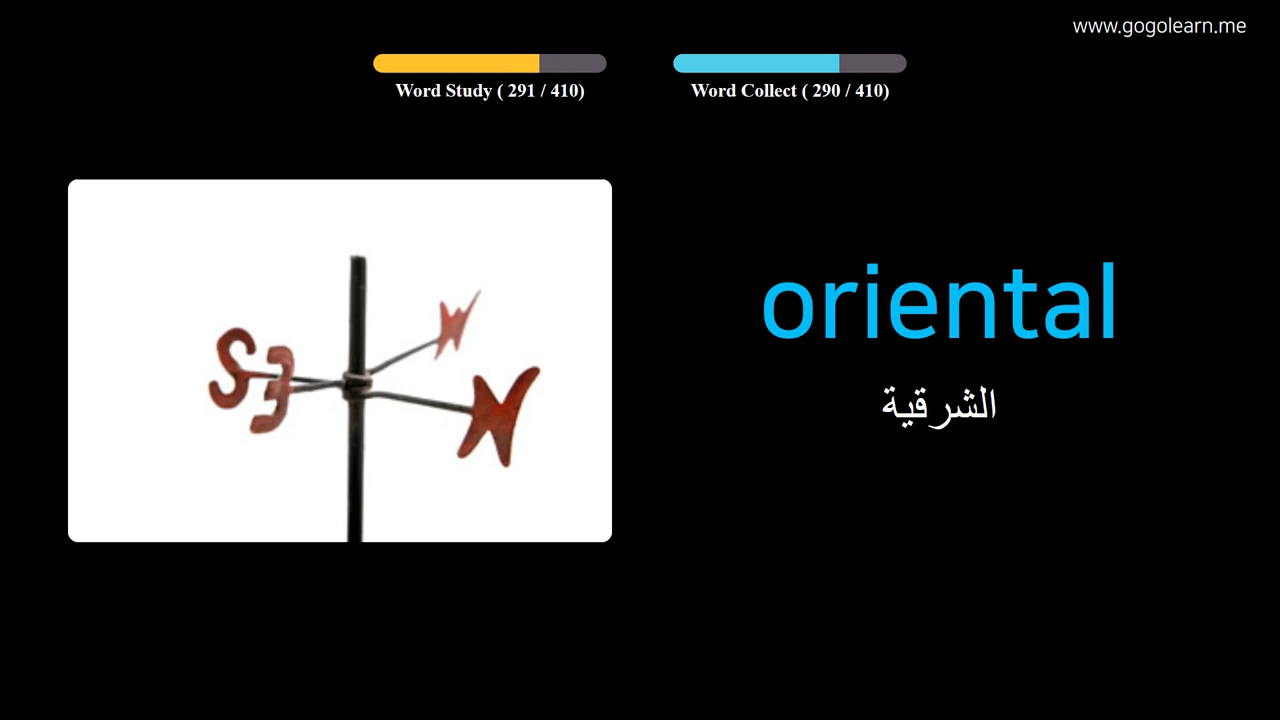 www.gogolearn.me
Word Study ( 291 / 410)
Word Collect ( 290 / 410)
oriental
الشرقية
S
E
W
N